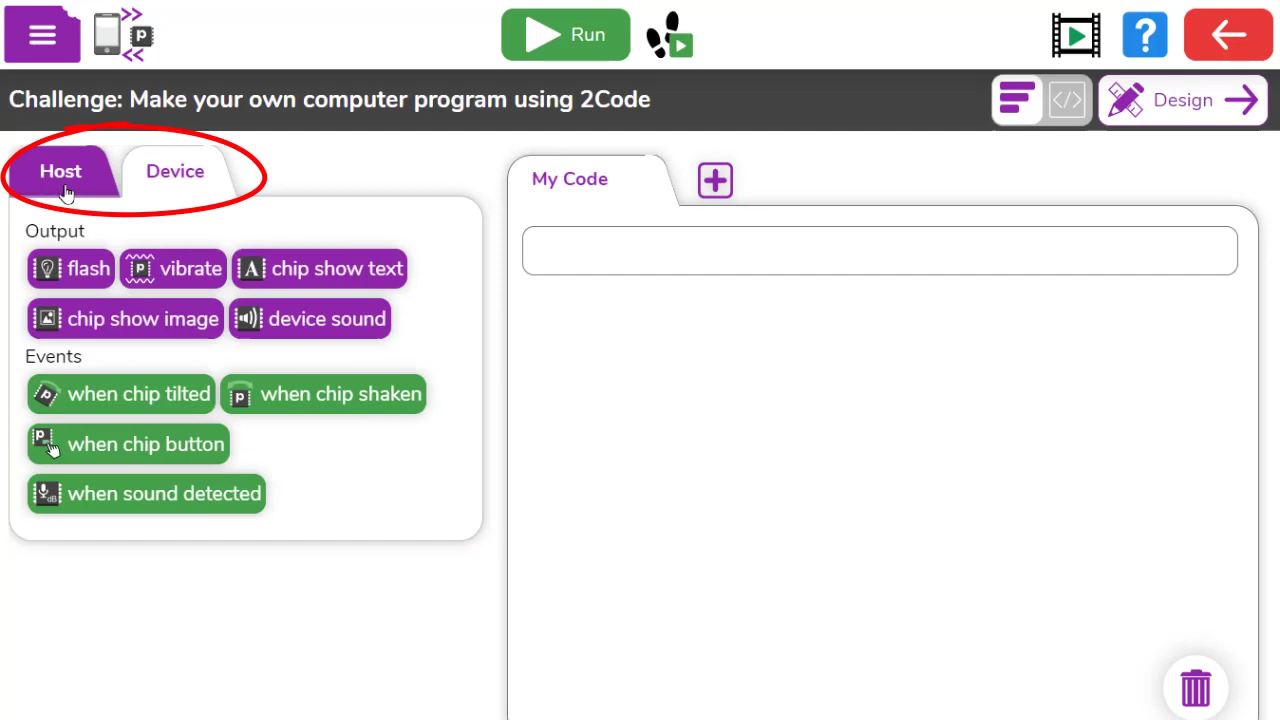 Run
Challenge: Make your own computer program using 2Code
Design
Host Device
My Code
Output
flash vibrate chip show text
chip show image device sound
Events
when chip tilted when chip shaken
when chip button
when sound detected